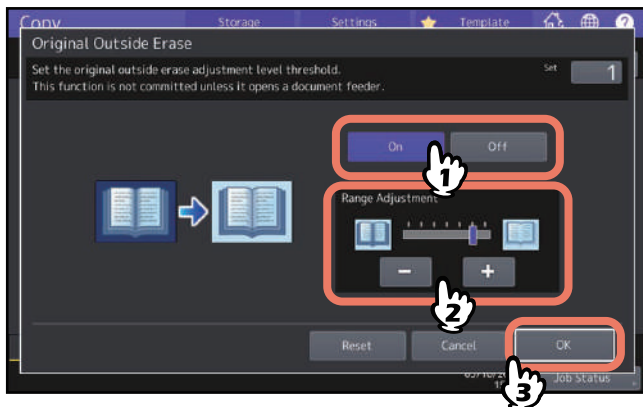 Copy Storage Settings Template
Original Outside Erase
Set the original outside erase adjustment level threshold.
This function is not committed unless it opens a document feeder.
Set 1
On Off
1
Range Adjustment
- +
2
Reset Cancel OK
Job Status
3